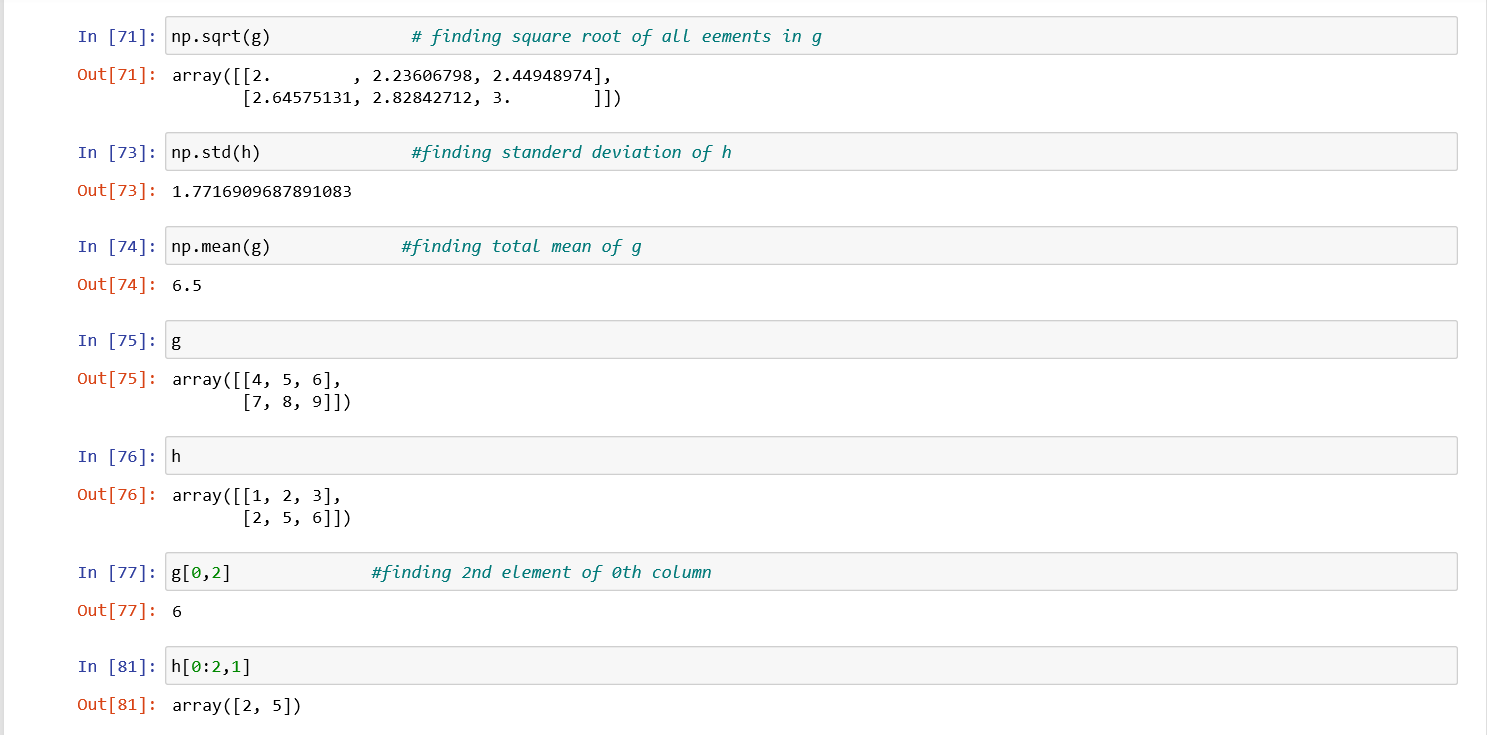 In [71]: np.sqrt(g)              # finding square root of all eements in g
Out[71]: array([[2.        , 2.23606798, 2.44948974],
       [2.64575131, 2.82842712, 3.        ]])
In [73]: np.std(h)               #finding standerd deviation of h
Out[73]: 1.7716909687891083
In [74]: np.mean(g)             #finding total mean of g
Out[74]: 6.5
In [75]: g
Out[75]: array([[4, 5, 6],
       [7, 8, 9]])
In [76]: h
Out[76]: array([[1, 2, 3],
       [2, 5, 6]])
In [77]: g[0,2]              #finding 2nd element of 0th column
Out[77]: 6
In [81]: h[0:2,1]
Out[81]: array([2, 5])